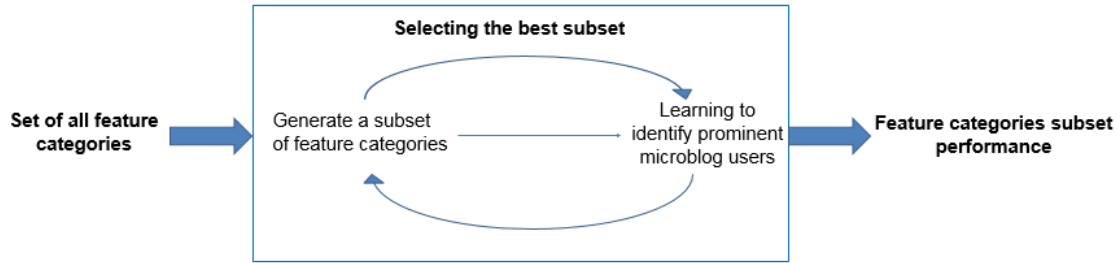 Selecting the best subset
Set of all feature
categories
Generate a subset
of feature categories
Learning to
identify prominent
microblog users
Feature categories subset
performance